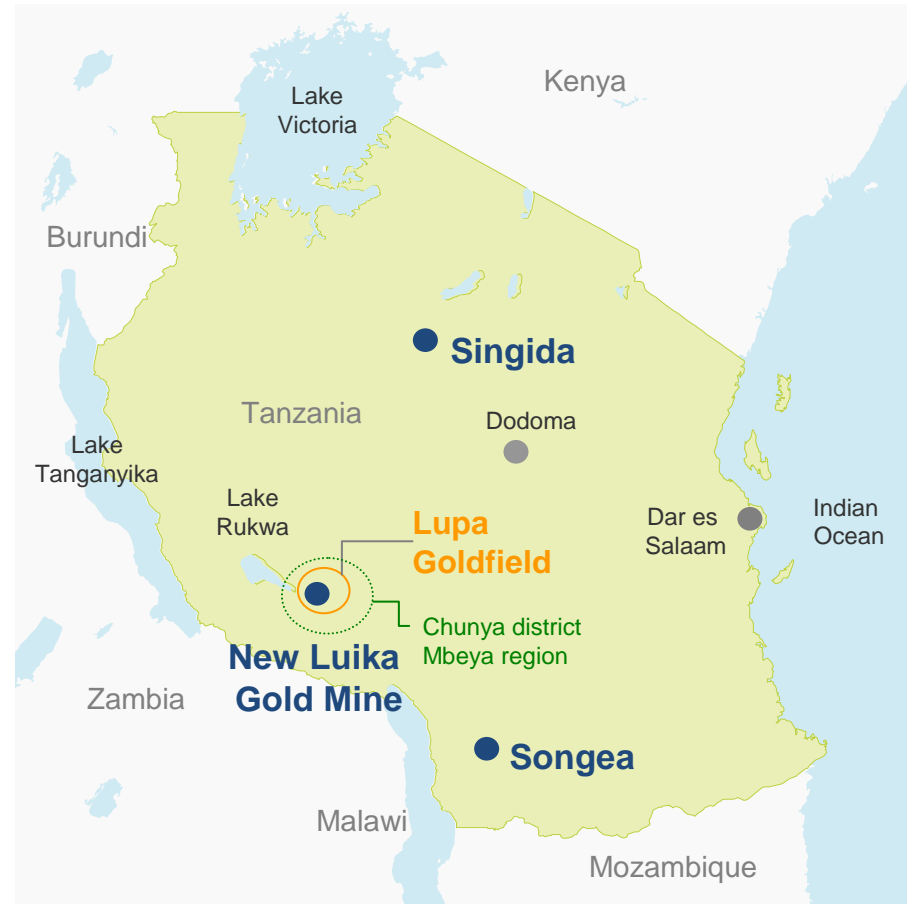 Kenya
Lake
Victoria
Burundi
Singida
Tanzania
Dodoma
Lake
Tanganyika
Lake
Rukwa
Lupa
Goldfield
Dar es
Salaam
Indian
Ocean
Chunya district
Mbeya region
New Luika
Gold Mine
Zambia
Songea
Malawi
Mozambique